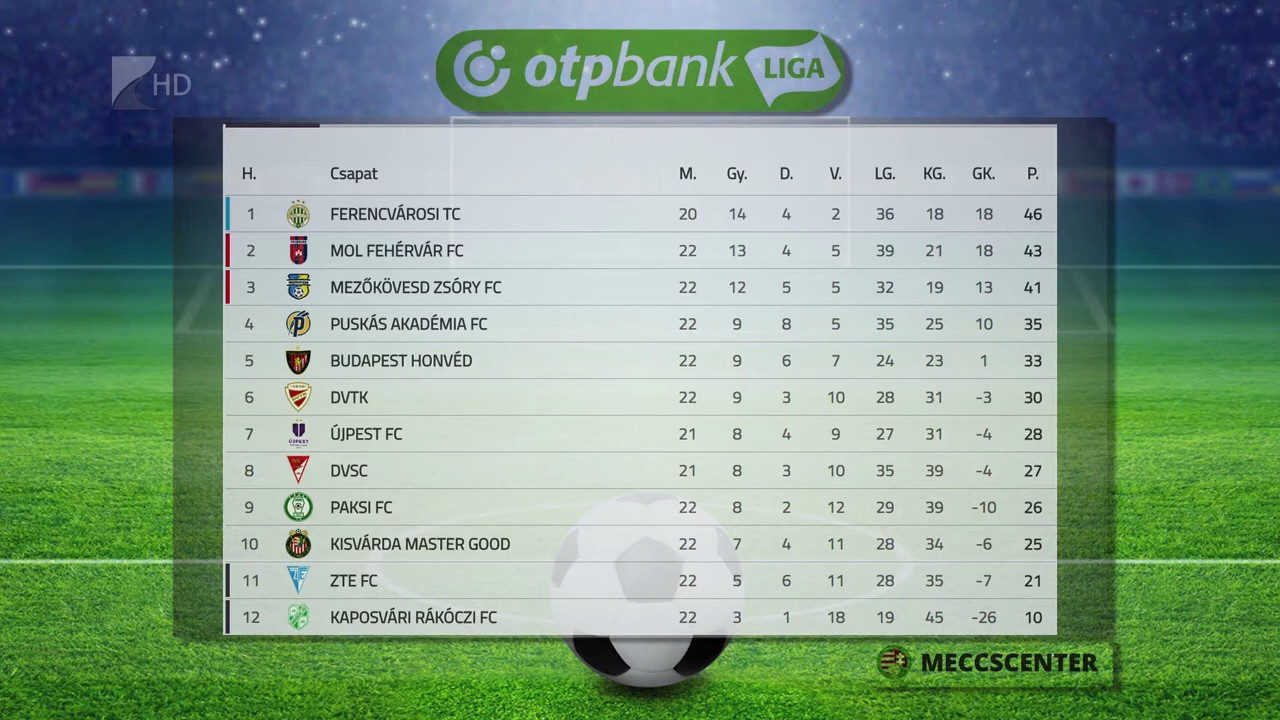 otpbank LIGA
HD
H. Csapat M. Gy. D. V. LG. KG. GK. P.
1 FERENCVÁROSI TC 20 14 4 2 36 18 18 46
2 MOL FEHÉRVÁR FC 22 13 4 5 39 21 18 43
3 MEZŐKÖVESD ZSÓRY FC 22 12 5 5 32 19 13 41
4 PUSKÁS AKADÉMIA FC 22 9 8 5 35 25 10 35
5 BUDAPEST HONVÉD 22 9 6 7 24 23 1 33
6 DVTK 22 9 3 10 28 31 -3 30
7 ÚJPEST FC 21 8 4 9 27 31 -4 28
8 DVSC 21 8 3 10 35 39 -4 27
9 PAKSI FC 22 8 2 12 29 39 -10 26
10 KISVÁRDA MASTER GOOD 22 7 4 11 28 34 -6 25
11 ZTE FC 22 5 6 11 28 35 -7 21
12 KAPOSVÁRI RÁKÓCZI FC 22 3 1 18 19 45 -26 10
MECCSCENTER